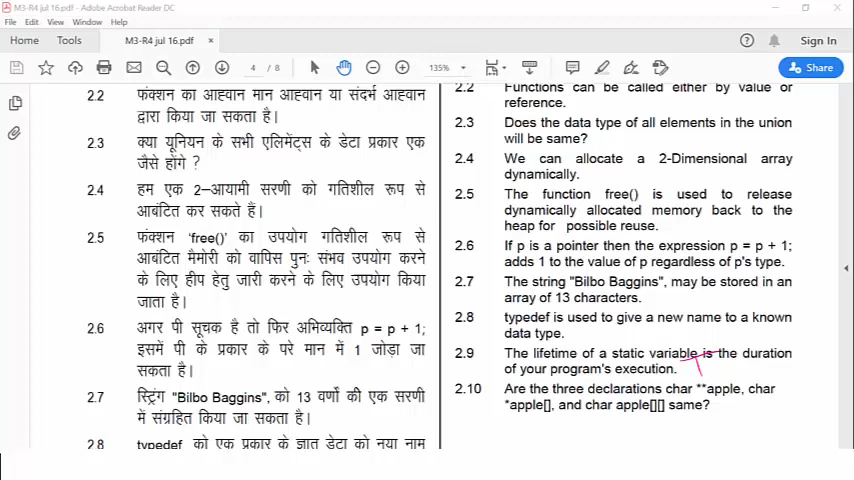 M3-R4 jul 16.pdf - Adobe Acrobat Reader DC
File Edit View Window Help
Home Tools M3-R4 jul 16.pdf × Sign In
4 / 8 135% Share
2.2 फंक्शन का आह्वान मान आह्वान या संदर्भ आह्वान
द्वारा किया जा सकता है।
2.3 क्या यूनियन के सभी एलिमेंट्स के डेटा प्रकार एक
जैसे होंगे ?
2.4 हम एक 2–आयामी सरणी को गतिशील रूप से
आबंटित कर सकते हैं।
2.5 फंक्शन 'free()' का उपयोग गतिशील रूप से
आबंटित मैमोरी को वापिस पुनः संभव उपयोग करने
के लिए हीप हेतु जारी करने के लिए उपयोग किया
जाता है।
2.6 अगर पी सूचक है तो फिर अभिव्यक्ति p = p + 1;
इसमें पी के प्रकार के परे मान में 1 जोड़ा जा
सकता है।
2.7 स्ट्रिंग "Bilbo Baggins", को 13 वर्णों की एक सरणी
में संग्रहित किया जा सकता है।
2.8 typedef को एक प्रकार के ज्ञात डेटा को नया नाम
2.2 Functions can be called either by value or
reference.
2.3 Does the data type of all elements in the union
will be same?
2.4 We can allocate a 2-Dimensional array
dynamically.
2.5 The function free() is used to release
dynamically allocated memory back to the
heap for possible reuse.
2.6 If p is a pointer then the expression p = p + 1;
adds 1 to the value of p regardless of p's type.
2.7 The string "Bilbo Baggins", may be stored in an
array of 13 characters.
2.8 typedef is used to give a new name to a known
data type.
2.9 The lifetime of a static variable is the duration
of your program's execution.
T
2.10 Are the three declarations char **apple, char
*apple[], and char apple[][] same?